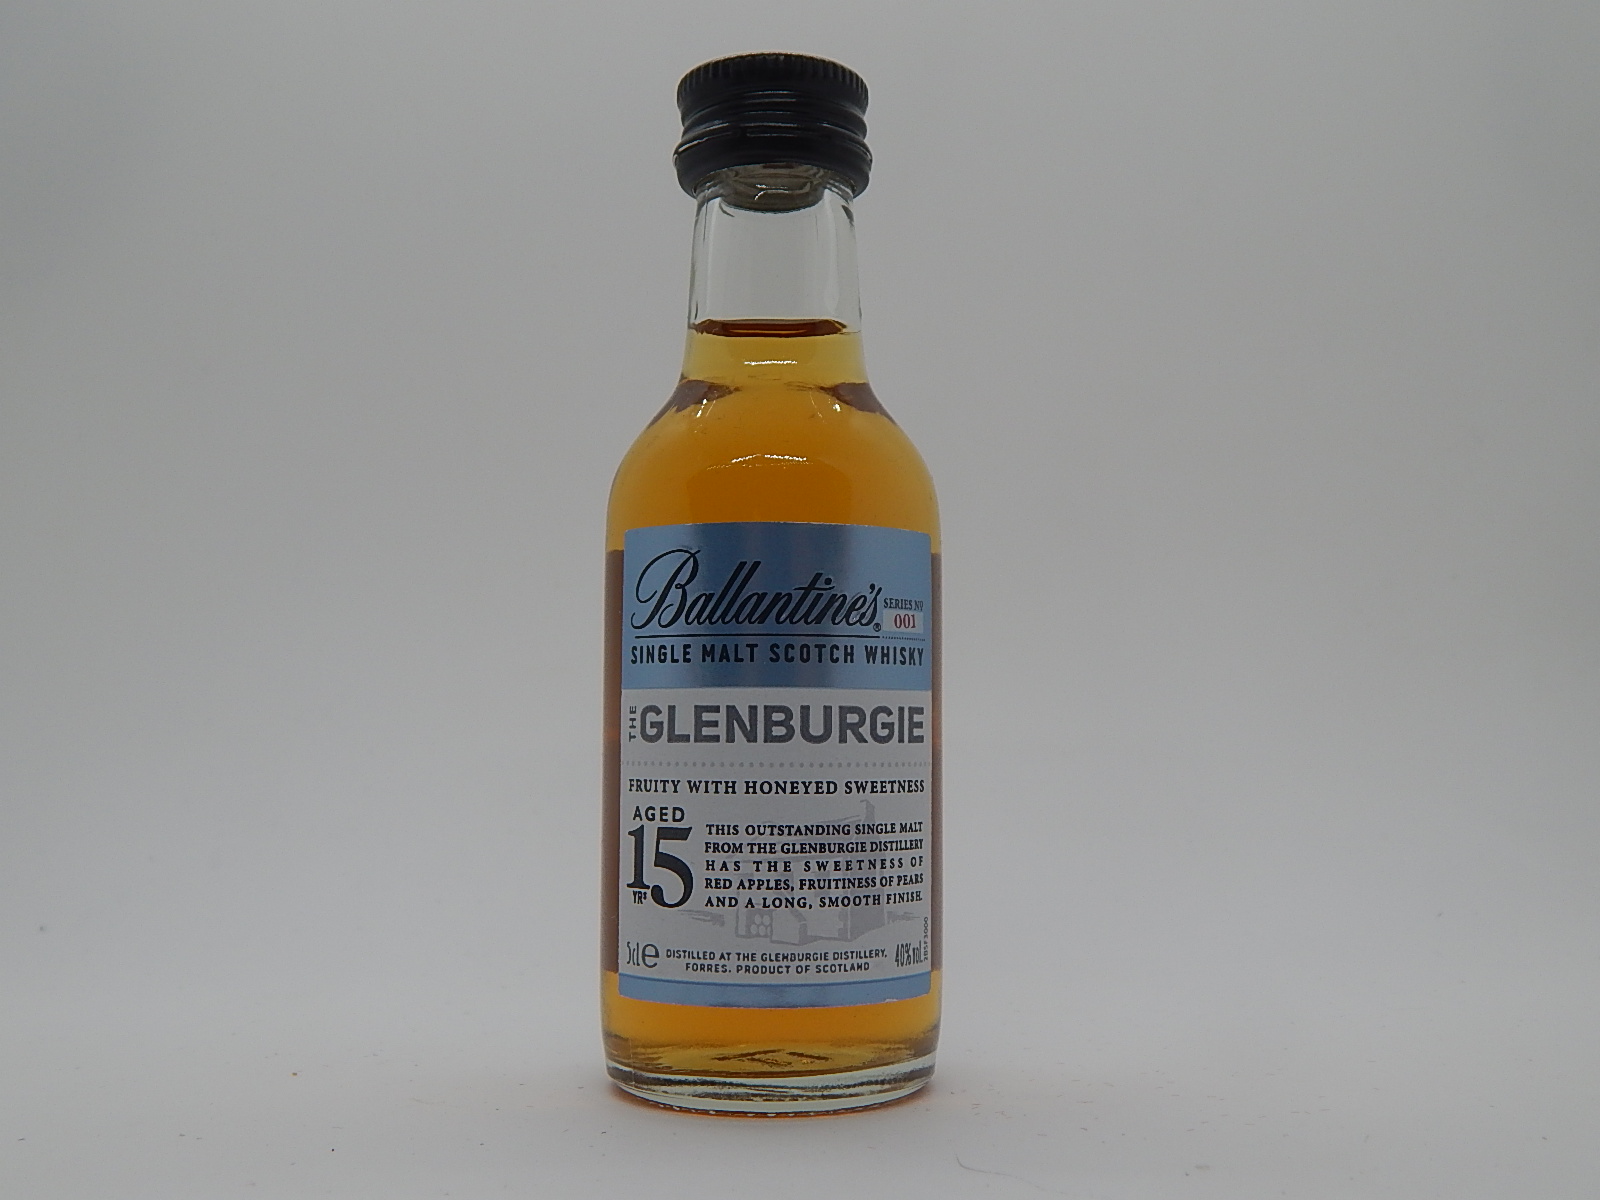 Ballantine's®
SERIES Nº
001
SINGLE MALT SCOTCH WHISKY
THE GLENBURGIE
FRUITY WITH HONEYED SWEETNESS
AGED
15
YRS
THIS OUTSTANDING SINGLE MALT
FROM THE GLENBURGIE DISTILLERY
HAS THE SWEETNESS OF
RED APPLES, FRUITINESS OF PEARS
AND A LONG, SMOOTH FINISH.
5cl e
DISTILLED AT THE GLENBURGIE DISTILLERY,
FORRES. PRODUCT OF SCOTLAND
40%vol.